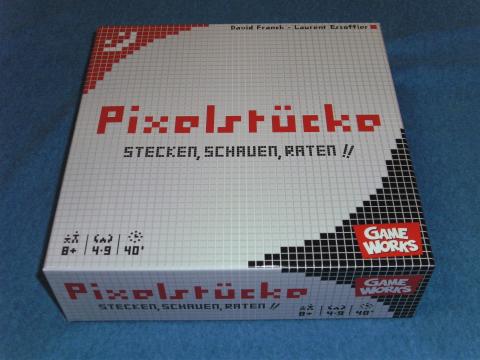 David Franck - Laurent Escoffier
Pixelstücke
STECKEN, SCHAUEN, RATEN !!
8+ 4-9 40'
GAME WORKS
Pixelstücke
STECKEN, SCHAUEN, RATEN !!
8+ 4-9 40'
GAME WORKS